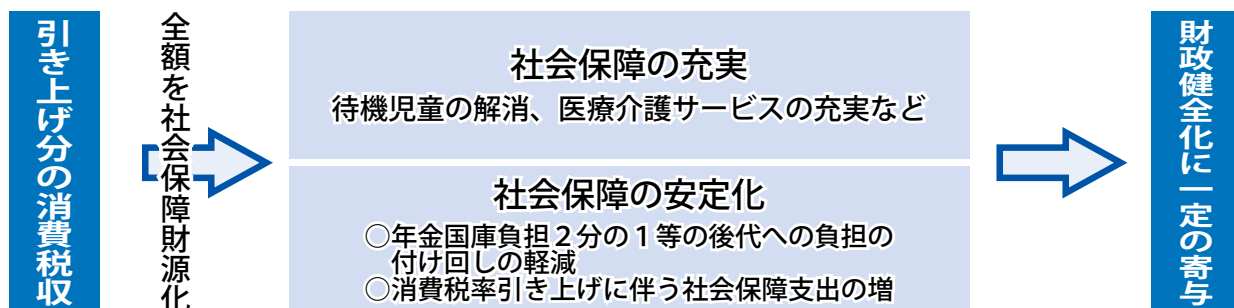 引き上げ分の消費税収
全額を社会保障財源化
社会保障の充実
待機児童の解消、医療介護サービスの充実など
社会保障の安定化
○年金国庫負担２分の１等の後代への負担の
付け回しの軽減
○消費税率引き上げに伴う社会保障支出の増
財政健全化に一定の寄与